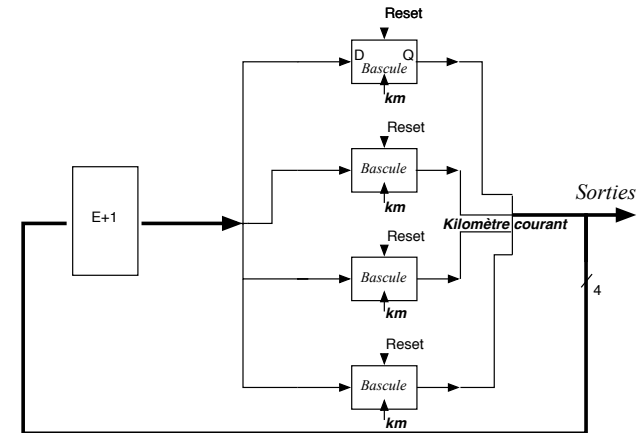 Reset
D Q
Bascule
km
Reset
Bascule
km
E+1
Sorties
Kilomètre courant
Reset
Bascule
km
4
Reset
Bascule
km